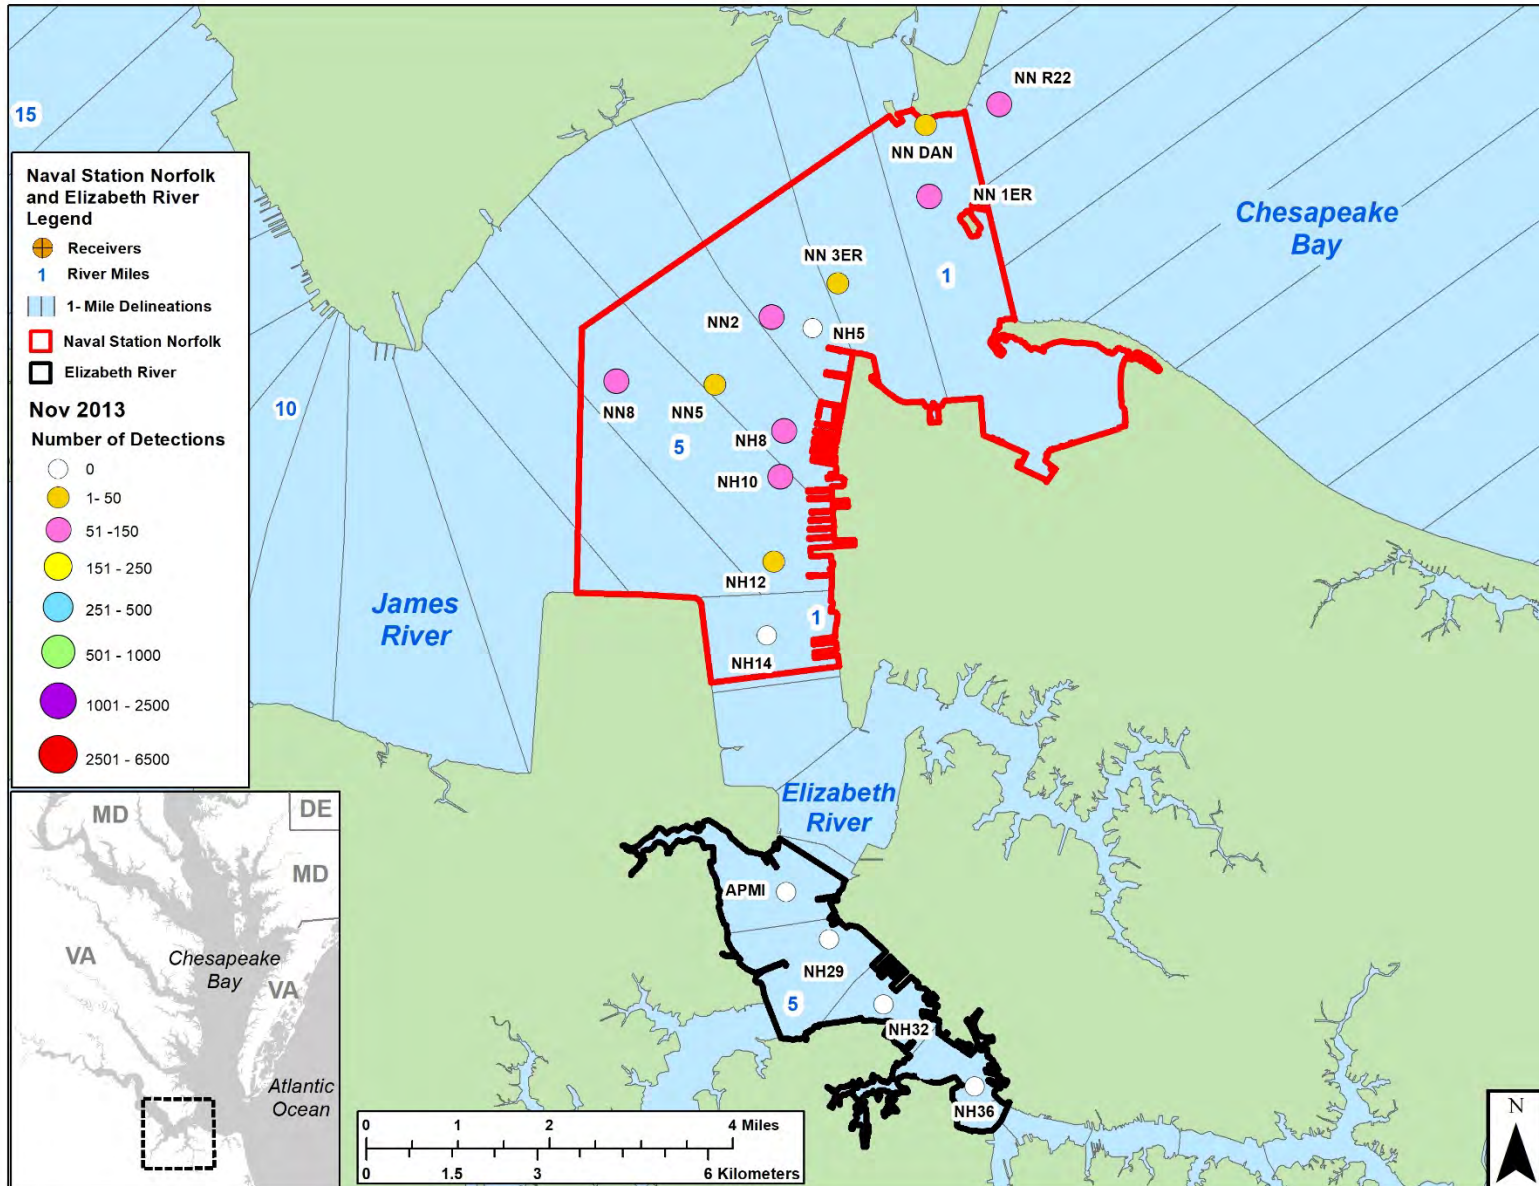 NN R22
15
NN DAN
Naval Station Norfolk
and Elizabeth River
Legend
Receivers
1 River Miles
1- Mile Delineations
Naval Station Norfolk
Elizabeth River
Nov 2013
Number of Detections
0
1- 50
51 -150
151 - 250
251 - 500
501 - 1000
1001 - 2500
2501 - 6500
NN 1ER
Chesapeake
Bay
NN 3ER
1
NN2
NH5
NN8
NN5
10
NH8
5
NH10
NH12
James
River
1
NH14
Elizabeth
River
APMI
NH29
5
NH32
NH36
MD
DE
MD
VA
Chesapeake
Bay
VA
Atlantic
Ocean
0 1 2 4 Miles
0 1.5 3 6 Kilometers
N